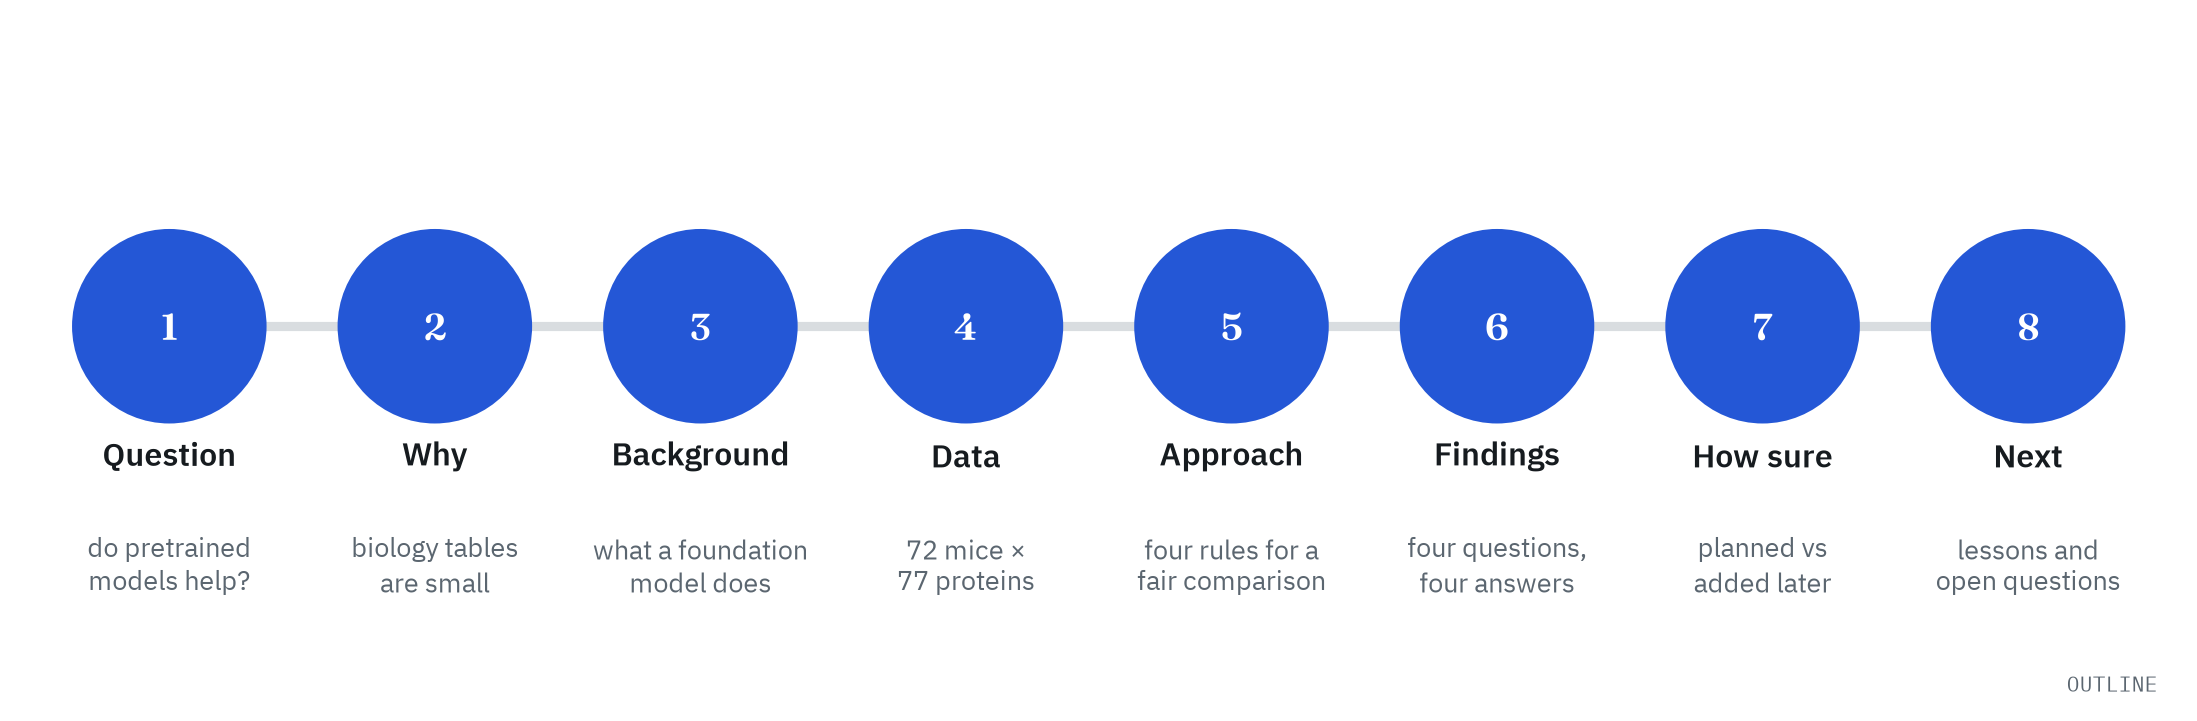 1
2
3
4
5
6
7
8
Question
Why
Background
Data
Approach
Findings
How sure
Next
do pretrained
models help?
biology tables
are small
what a foundation
model does
72 mice ×
77 proteins
four rules for a
fair comparison
four questions,
four answers
planned vs
added later
lessons and
open questions
OUTLINE